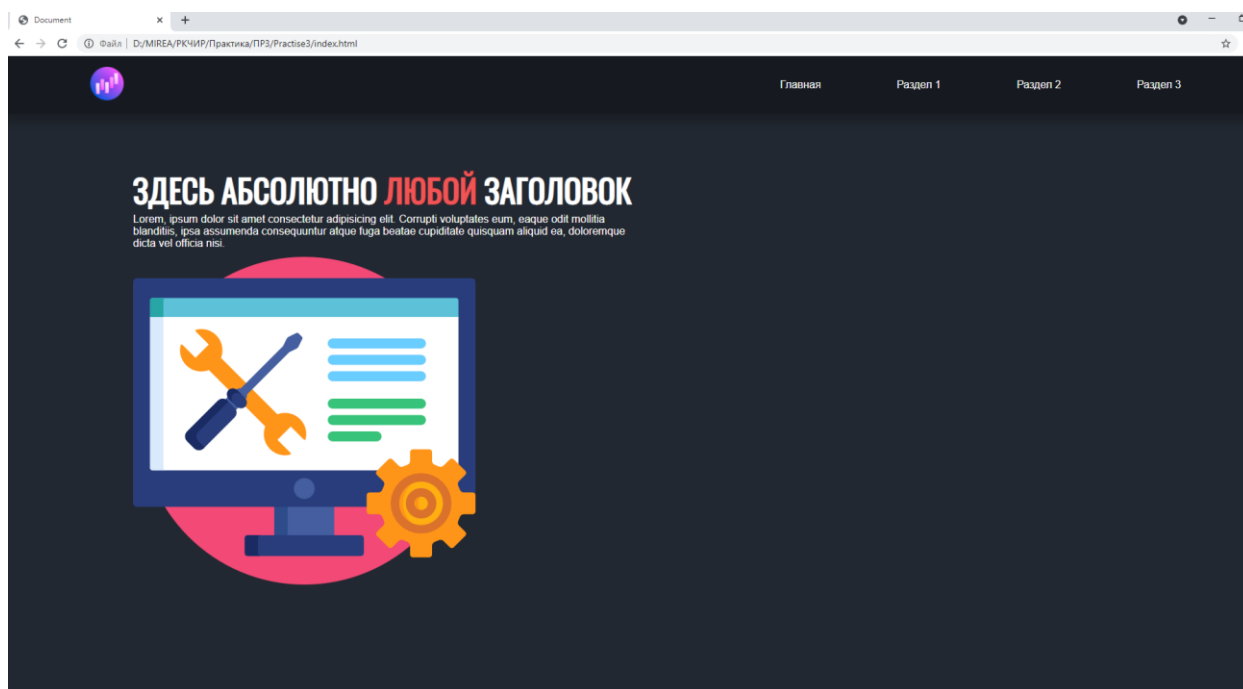 Document
Файл | D:/MIREA/РКЧИР/Практика/ПР3/Practise3/index.html
Главная Раздел 1 Раздел 2 Раздел 3
ЗДЕСЬ АБСОЛЮТНО ЛЮБОЙ ЗАГОЛОВОК
Lorem, ipsum dolor sit amet consectetur adipisicing elit. Corrupti voluptates eum, eaque odit mollitia
blanditiis, ipsa assumenda consequuntur atque fuga beatae cupiditate quisquam aliquid ea, doloremque
dicta vel officia nisi.